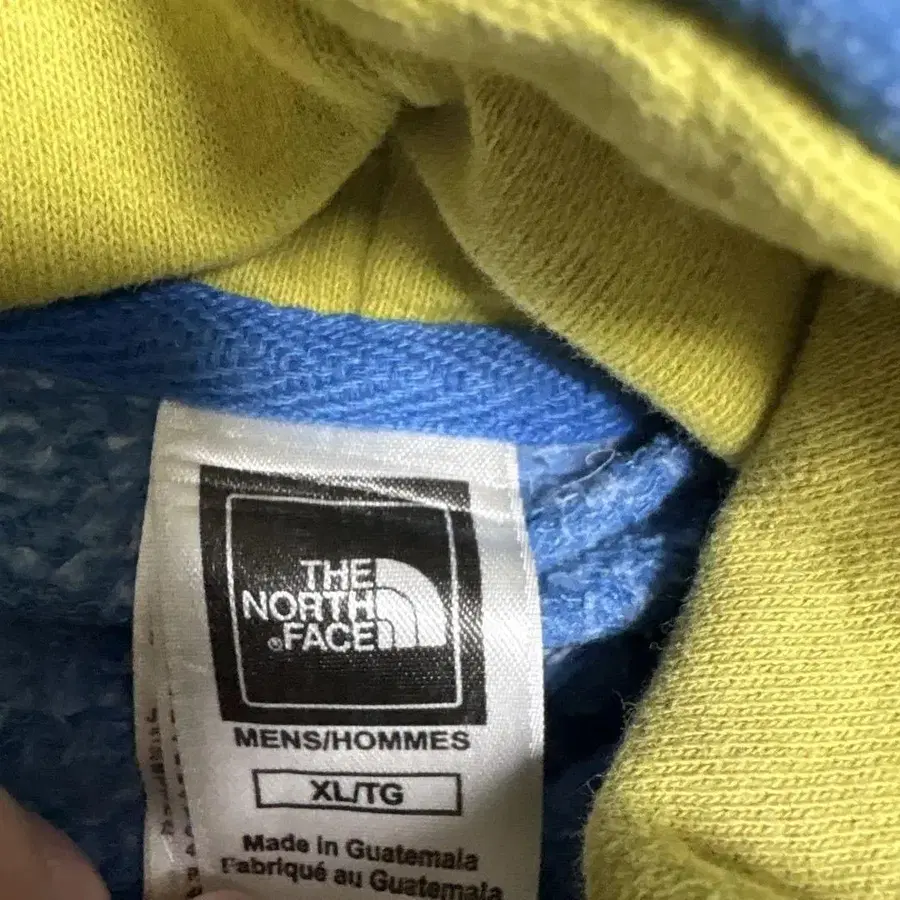 THE
NORTH
®FACE
MENS/HOMMES
XL/TG
Made in Guatemala
Fabriqué au Guatemala